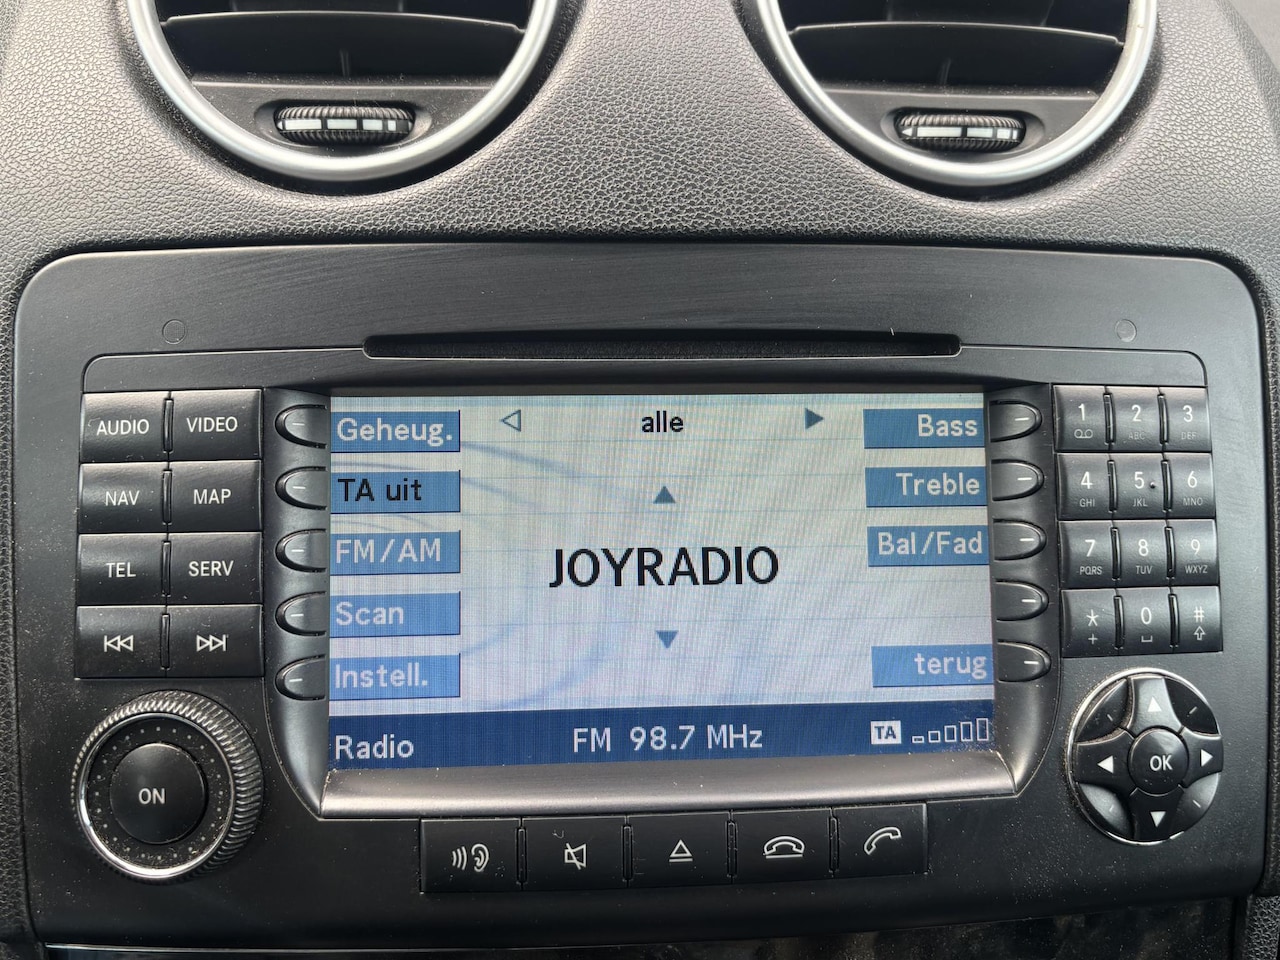 AUDIO VIDEO
NAV MAP
TEL SERV
ON
Geheug.
TA uit
FM/AM
Scan
Instell.
alle
JOYRADIO
Bass
Treble
Bal/Fad
terug
Radio FM 98.7 MHz TA
1 2 ABC 3 DEF
4 GHI 5 JKL 6 MNO
7 PQRS 8 TUV 9 WXYZ
* + 0 #
OK